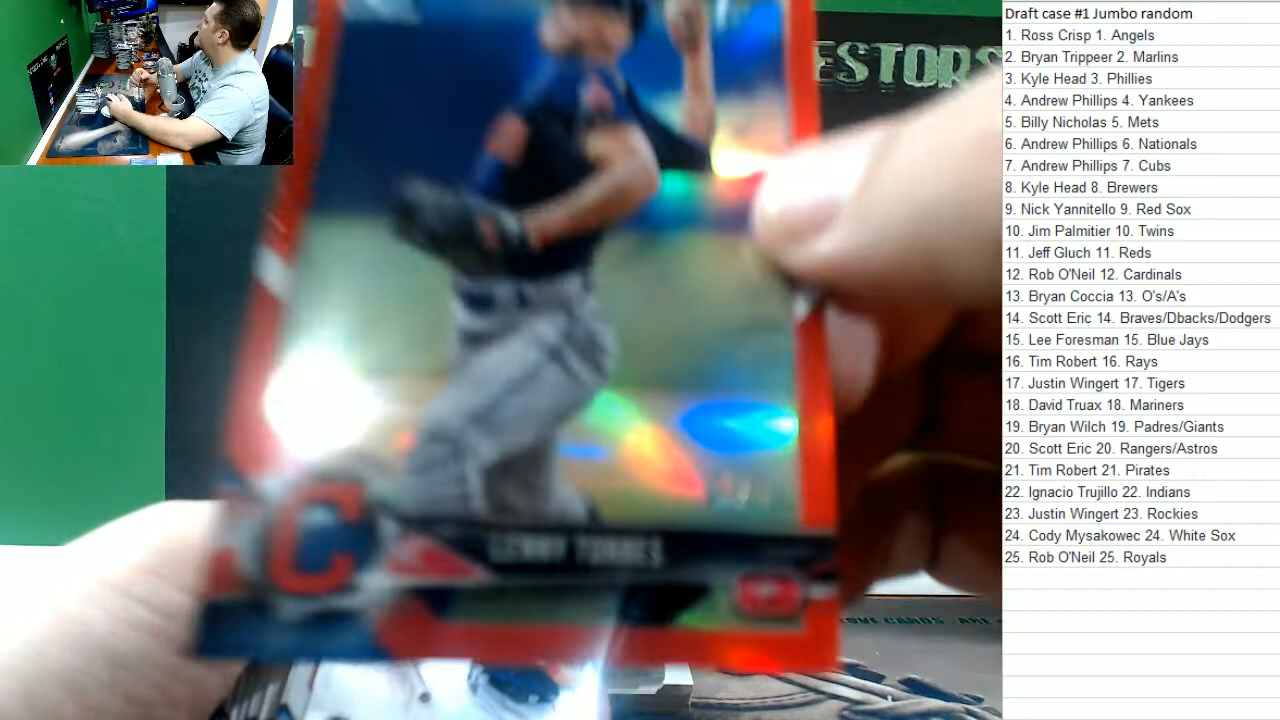 ESTORS
C
LENNY TORRES
LOVE CARDS ARE
Draft case #1 Jumbo random
1. Ross Crisp 1. Angels
2. Bryan Trippeer 2. Marlins
3. Kyle Head 3. Phillies
4. Andrew Phillips 4. Yankees
5. Billy Nicholas 5. Mets
6. Andrew Phillips 6. Nationals
7. Andrew Phillips 7. Cubs
8. Kyle Head 8. Brewers
9. Nick Yannitello 9. Red Sox
10. Jim Palmitier 10. Twins
11. Jeff Gluch 11. Reds
12. Rob O'Neil 12. Cardinals
13. Bryan Coccia 13. O's/A's
14. Scott Eric 14. Braves/Dbacks/Dodgers
15. Lee Foresman 15. Blue Jays
16. Tim Robert 16. Rays
17. Justin Wingert 17. Tigers
18. David Truax 18. Mariners
19. Bryan Wilch 19. Padres/Giants
20. Scott Eric 20. Rangers/Astros
21. Tim Robert 21. Pirates
22. Ignacio Trujillo 22. Indians
23. Justin Wingert 23. Rockies
24. Cody Mysakowec 24. White Sox
25. Rob O'Neil 25. Royals